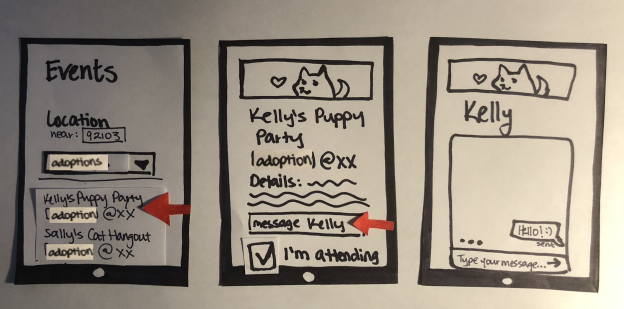 Events
Location
near: 92103
adoptions
Kelly's Puppy Party
[adoption] @XX
Sally's Cat Hangout
[adoption] @ XX
Kelly's Puppy
Party
[adoption] @XX
Details:
message Kelly
I'm attending
Kelly
Hello! :)
sent
Type your message...